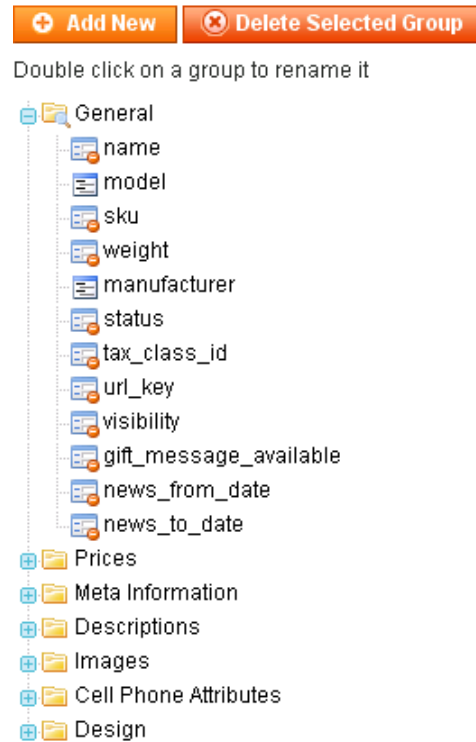 Add New Delete Selected Group
Double click on a group to rename it
General
name
model
sku
weight
manufacturer
status
tax_class_id
url_key
visibility
gift_message_available
news_from_date
news_to_date
Prices
Meta Information
Descriptions
Images
Cell Phone Attributes
Design